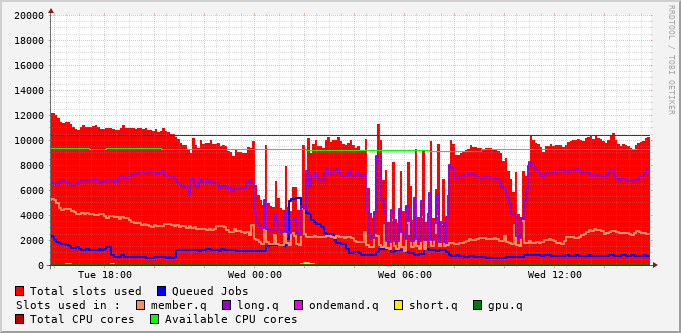 20000
18000
16000
14000
12000
10000
8000
6000
4000
2000
0
Tue 18:00 Wed 00:00 Wed 06:00 Wed 12:00
RRDTOOL / TOBI OETIKER
Total slots used Queued Jobs
Slots used in : member.q long.q ondemand.q short.q gpu.q
Total CPU cores Available CPU cores